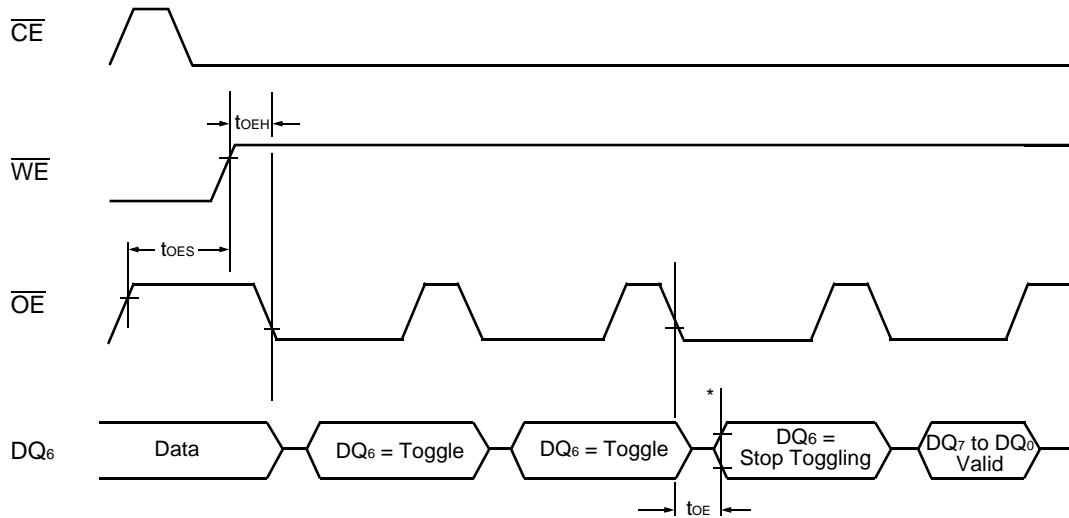 CE
tOEH
WE
tOES
OE
*
DQ6
Data
DQ6 = Toggle
DQ6 = Toggle
DQ6 =
Stop Toggling
DQ7 to DQ0
Valid
tOE